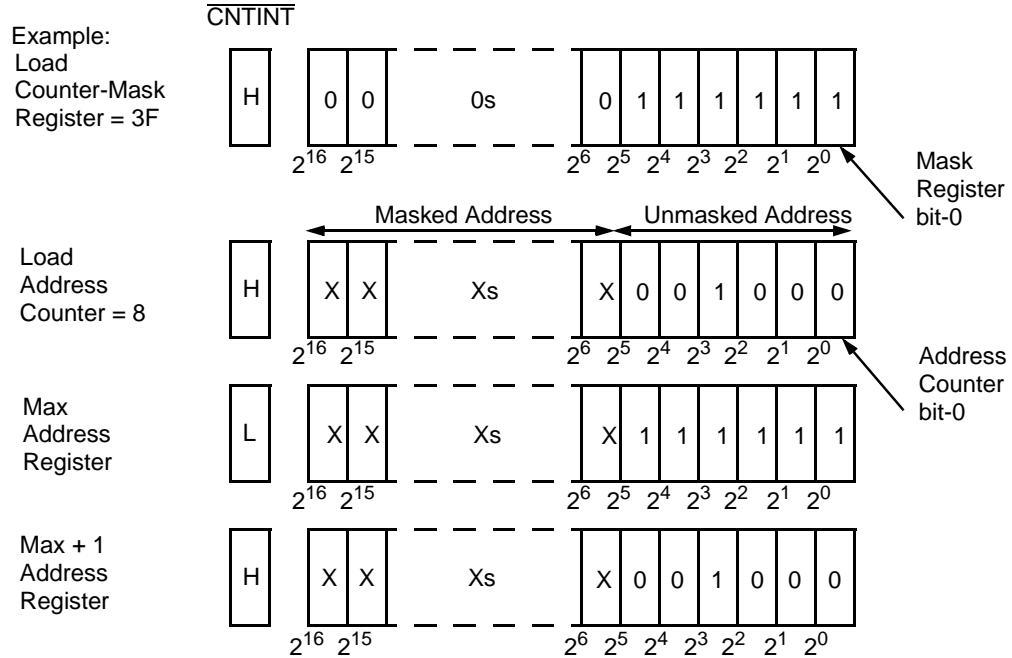 CNTINT
Example:
Load
Counter-Mask
Register = 3F
H 0 0 0s 0 1 1 1 1 1 1
2^16 2^15 2^6 2^5 2^4 2^3 2^2 2^1 2^0
Mask
Register
bit-0
Masked Address Unmasked Address
Load
Address
Counter = 8
H X X Xs X 0 0 1 0 0 0
2^16 2^15 2^6 2^5 2^4 2^3 2^2 2^1 2^0
Address
Counter
bit-0
Max
Address
Register
L X X Xs X 1 1 1 1 1 1
2^16 2^15 2^6 2^5 2^4 2^3 2^2 2^1 2^0
Max + 1
Address
Register
H X X Xs X 0 0 1 0 0 0
2^16 2^15 2^6 2^5 2^4 2^3 2^2 2^1 2^0